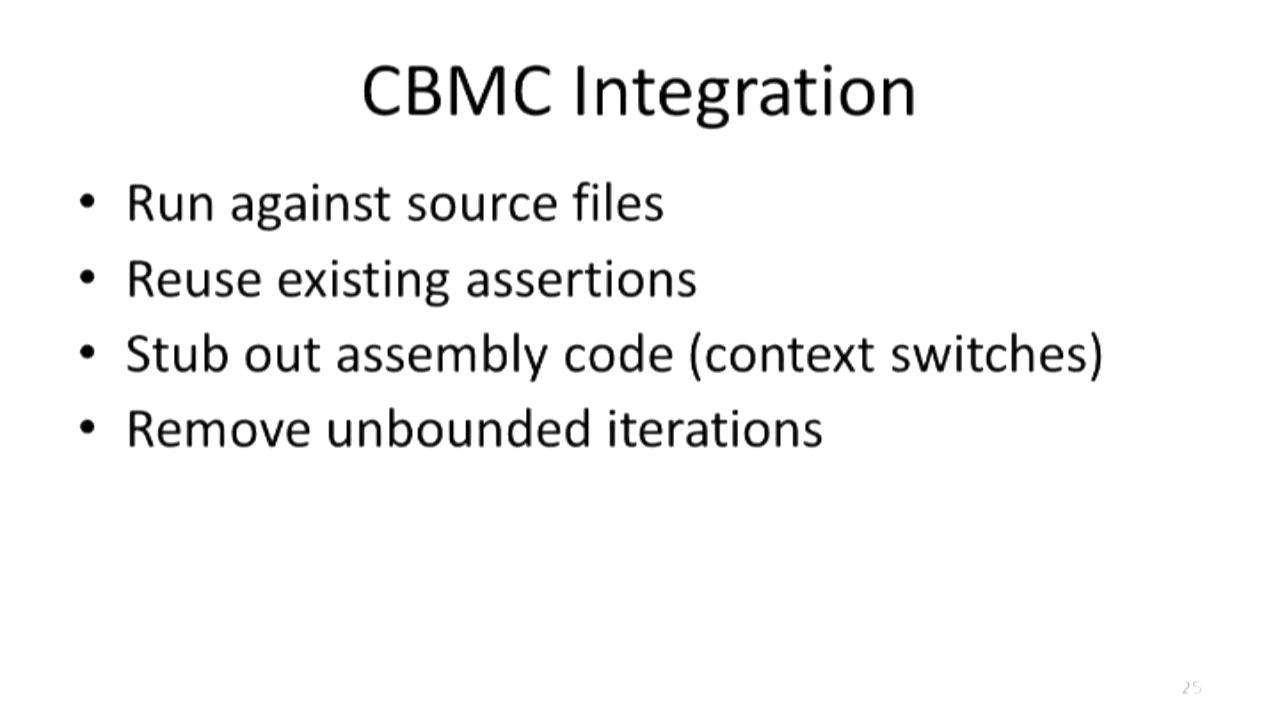 CBMC Integration
• Run against source files
• Reuse existing assertions
• Stub out assembly code (context switches)
• Remove unbounded iterations
25